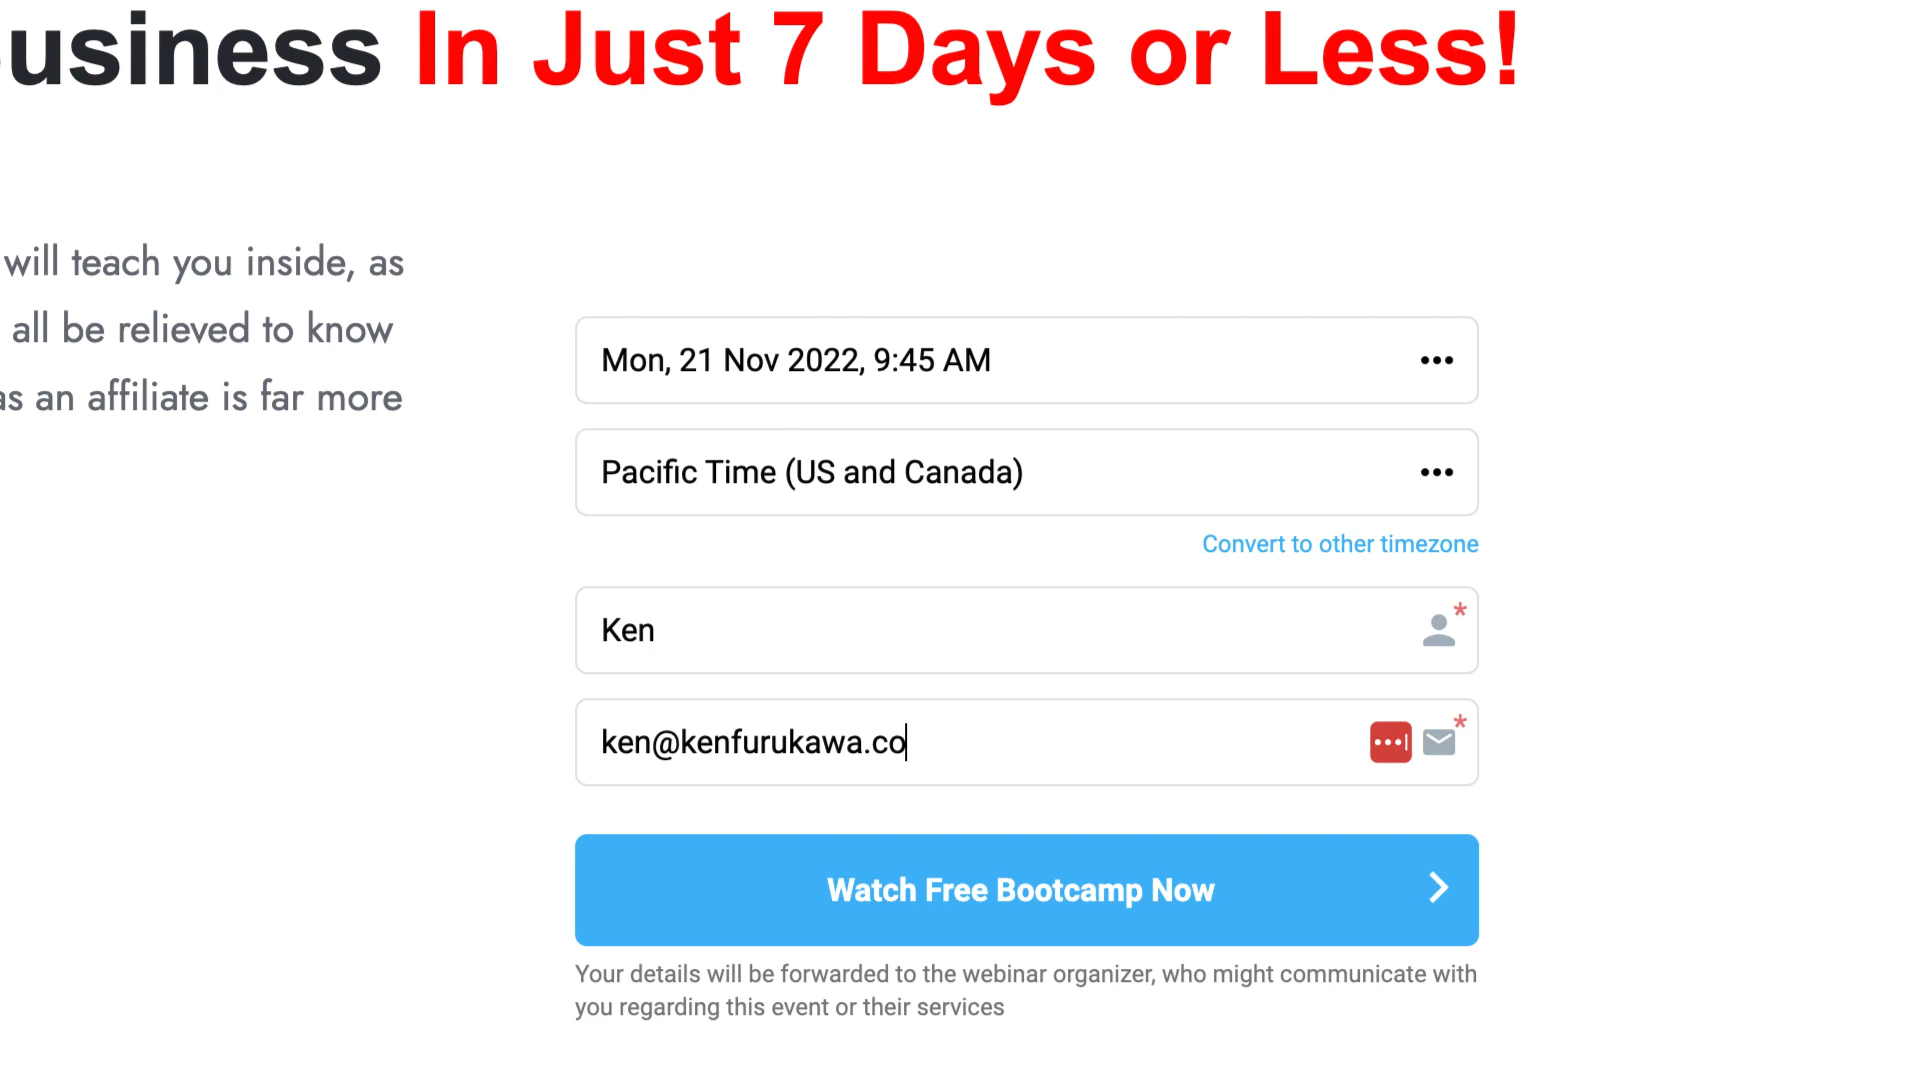 usiness In Just 7 Days or Less!
will teach you inside, as
all be relieved to know
as an affiliate is far more
Mon, 21 Nov 2022, 9:45 AM
Pacific Time (US and Canada)
Convert to other timezone
Ken
*
ken@kenfurukawa.co
*
Watch Free Bootcamp Now
Your details will be forwarded to the webinar organizer, who might communicate with
you regarding this event or their services